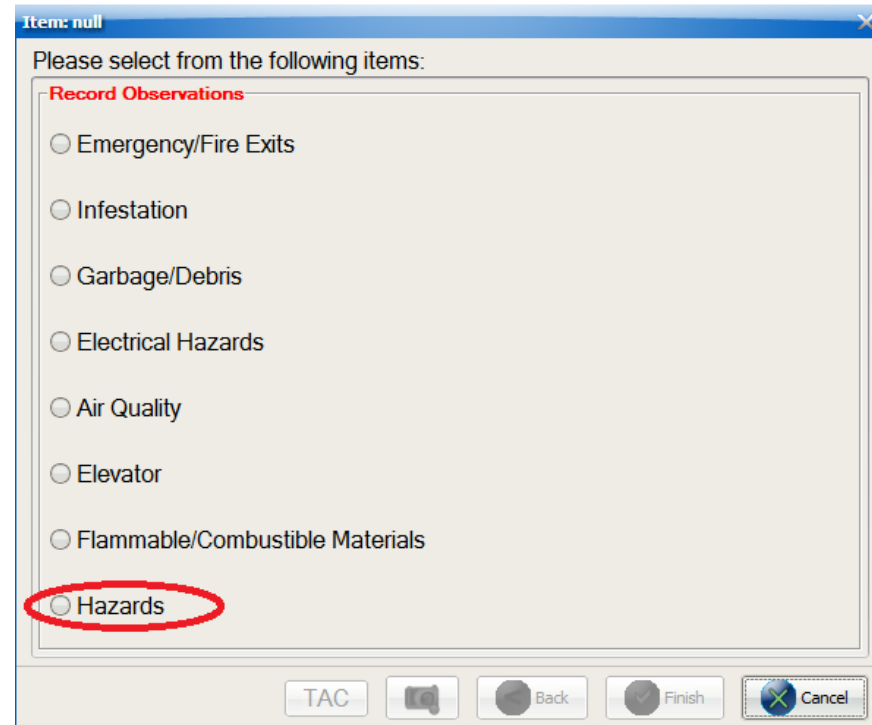 Item: null
Please select from the following items:
Record Observations
Emergency/Fire Exits
Infestation
Garbage/Debris
Electrical Hazards
Air Quality
Elevator
Flammable/Combustible Materials
Hazards
TAC Back Finish Cancel